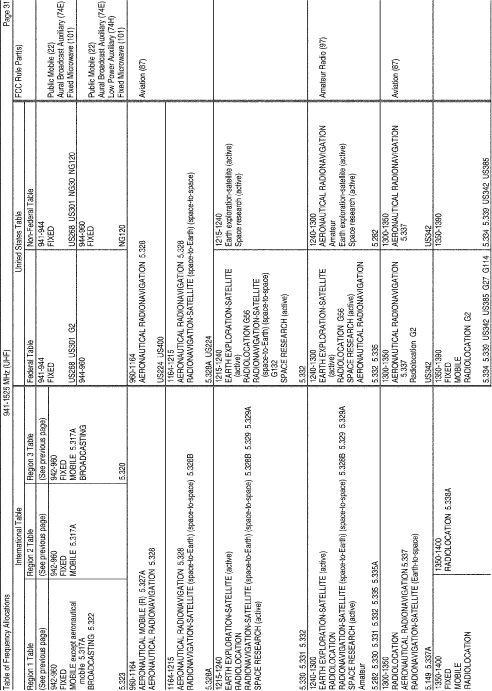 Table of Frequency Allocations
941-1525 MHz (UHF)
Page 31
International Table
United States Table
FCC Rule Part(s)
Region 1 Table
Region 2 Table
Region 3 Table
Federal Table
Non-Federal Table
(See previous page)
(See previous page)
(See previous page)
941-944
FIXED
US268 US301 G2
941-944
FIXED
US268 US301 NG30 NG120
Public Mobile (22)
Aural Broadcast Auxiliary (74E)
Fixed Microwave (101)
942-960
FIXED
MOBILE except aeronautical
mobile 5.317A
BROADCASTING 5.322
5.323
942-960
FIXED
MOBILE 5.317A
942-960
FIXED
MOBILE 5.317A
BROADCASTING
5.320
944-960
944-960
FIXED
NG120
Public Mobile (22)
Aural Broadcast Auxiliary (74E)
Low Power Auxiliary (74H)
Fixed Microwave (101)
960-1164
AERONAUTICAL MOBILE (R) 5.327A
AERONAUTICAL RADIONAVIGATION 5.328
960-1164
AERONAUTICAL RADIONAVIGATION 5.328
US224 US400
Aviation (87)
1164-1215
AERONAUTICAL RADIONAVIGATION 5.328
RADIONAVIGATION-SATELLITE (space-to-Earth) (space-to-space) 5.328B
5.328A
1164-1215
AERONAUTICAL RADIONAVIGATION 5.328
RADIONAVIGATION-SATELLITE (space-to-Earth) (space-to-space)
5.328A US224
1215-1240
EARTH EXPLORATION-SATELLITE (active)
RADIOLOCATION
RADIONAVIGATION-SATELLITE (space-to-Earth) (space-to-space) 5.328B 5.329 5.329A
SPACE RESEARCH (active)
5.330 5.331 5.332
1215-1240
EARTH EXPLORATION-SATELLITE
(active)
RADIOLOCATION G56
RADIONAVIGATION-SATELLITE
(space-to-Earth) (space-to-space)
G132
SPACE RESEARCH (active)
5.332
1215-1240
Earth exploration-satellite (active)
Space research (active)
1240-1300
EARTH EXPLORATION-SATELLITE (active)
RADIOLOCATION
RADIONAVIGATION-SATELLITE (space-to-Earth) (space-to-space) 5.328B 5.329 5.329A
SPACE RESEARCH (active)
Amateur
5.282 5.330 5.331 5.332 5.335 5.335A
1240-1300
EARTH EXPLORATION-SATELLITE
(active)
RADIOLOCATION G56
SPACE RESEARCH (active)
AERONAUTICAL RADIONAVIGATION
5.332 5.335
1240-1300
AERONAUTICAL RADIONAVIGATION
Amateur
Earth exploration-satellite (active)
Space research (active)
5.282
Amateur Radio (97)
1300-1350
RADIOLOCATION
AERONAUTICAL RADIONAVIGATION 5.337
RADIONAVIGATION-SATELLITE (Earth-to-space)
5.149 5.337A
1300-1350
AERONAUTICAL RADIONAVIGATION
5.337
Radiolocation G2
US342
1300-1350
AERONAUTICAL RADIONAVIGATION
5.337
US342
Aviation (87)
1350-1400
FIXED
MOBILE
RADIOLOCATION
1350-1400
RADIOLOCATION 5.338A
1350-1390
FIXED
MOBILE
RADIOLOCATION G2
5.334 5.339 US342 US385 G27 G114
1350-1390
5.334 5.339 US342 US385